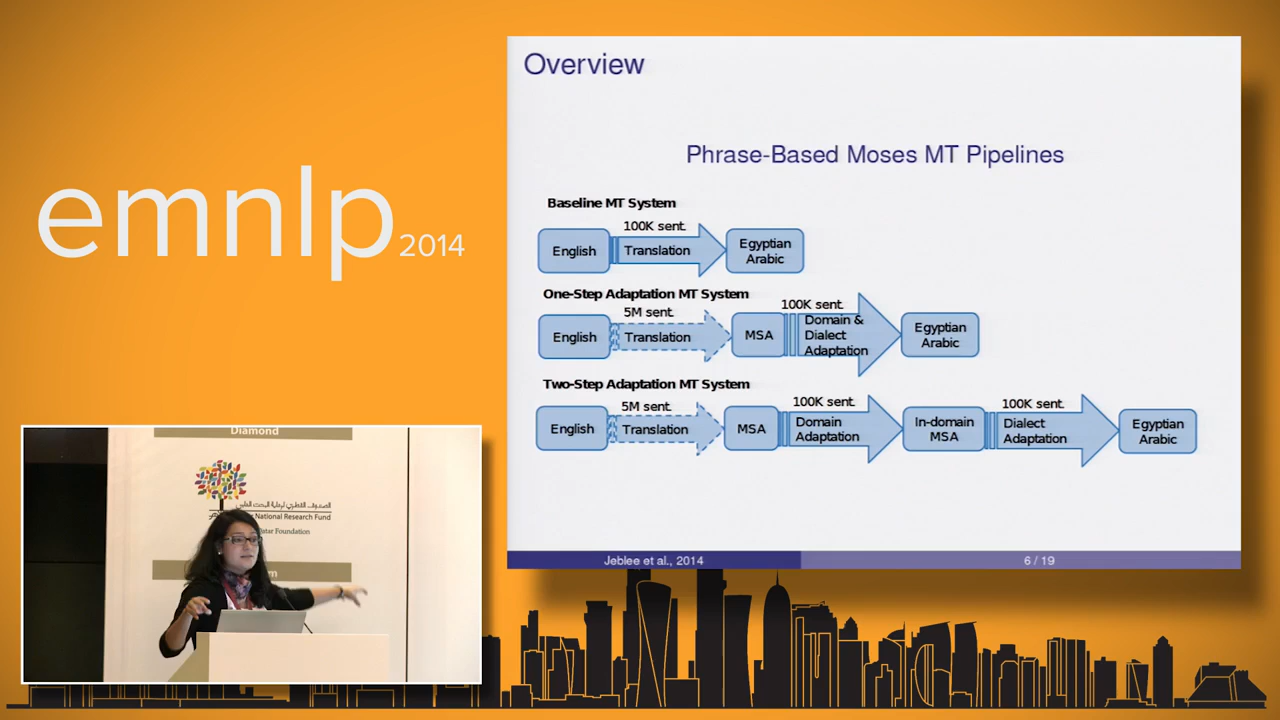 emnlp 2014
Overview
Phrase-Based Moses MT Pipelines
Baseline MT System
100K sent.
English
Translation
Egyptian
Arabic
One-Step Adaptation MT System
5M sent.
100K sent.
English
Translation
MSA
Domain &
Dialect
Adaptation
Egyptian
Arabic
Two-Step Adaptation MT System
5M sent.
100K sent.
100K sent.
English
Translation
MSA
Domain
Adaptation
In-domain
MSA
Dialect
Adaptation
Egyptian
Arabic
Jeblee et al., 2014
6 / 19
Diamond
الصندوق القطري لرعاية البحث العلمي
National Research Fund
Qatar Foundation